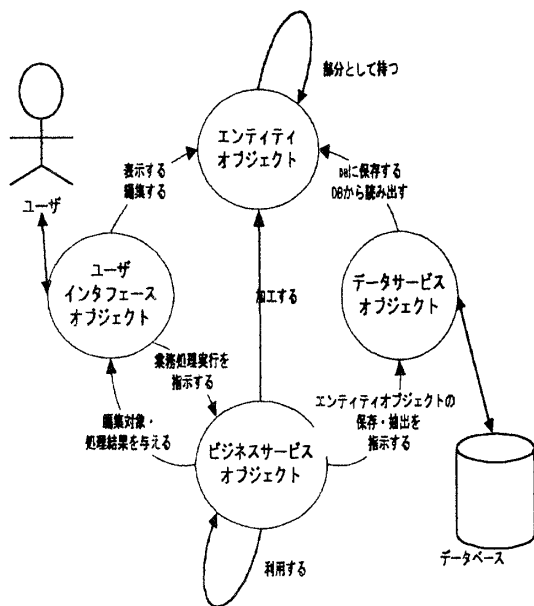 部分として持つ
エンティティ
オブジェクト
表示する
編集する
DBに保存する
DBから読み出す
ユーザ
ユーザ
インタフェース
オブジェクト
加工する
データサービス
オブジェクト
業務処理実行を
指示する
編集対象・
処理結果を与える
エンティティオブジェクトの
保存・抽出を
指示する
ビジネスサービス
オブジェクト
データベース
利用する